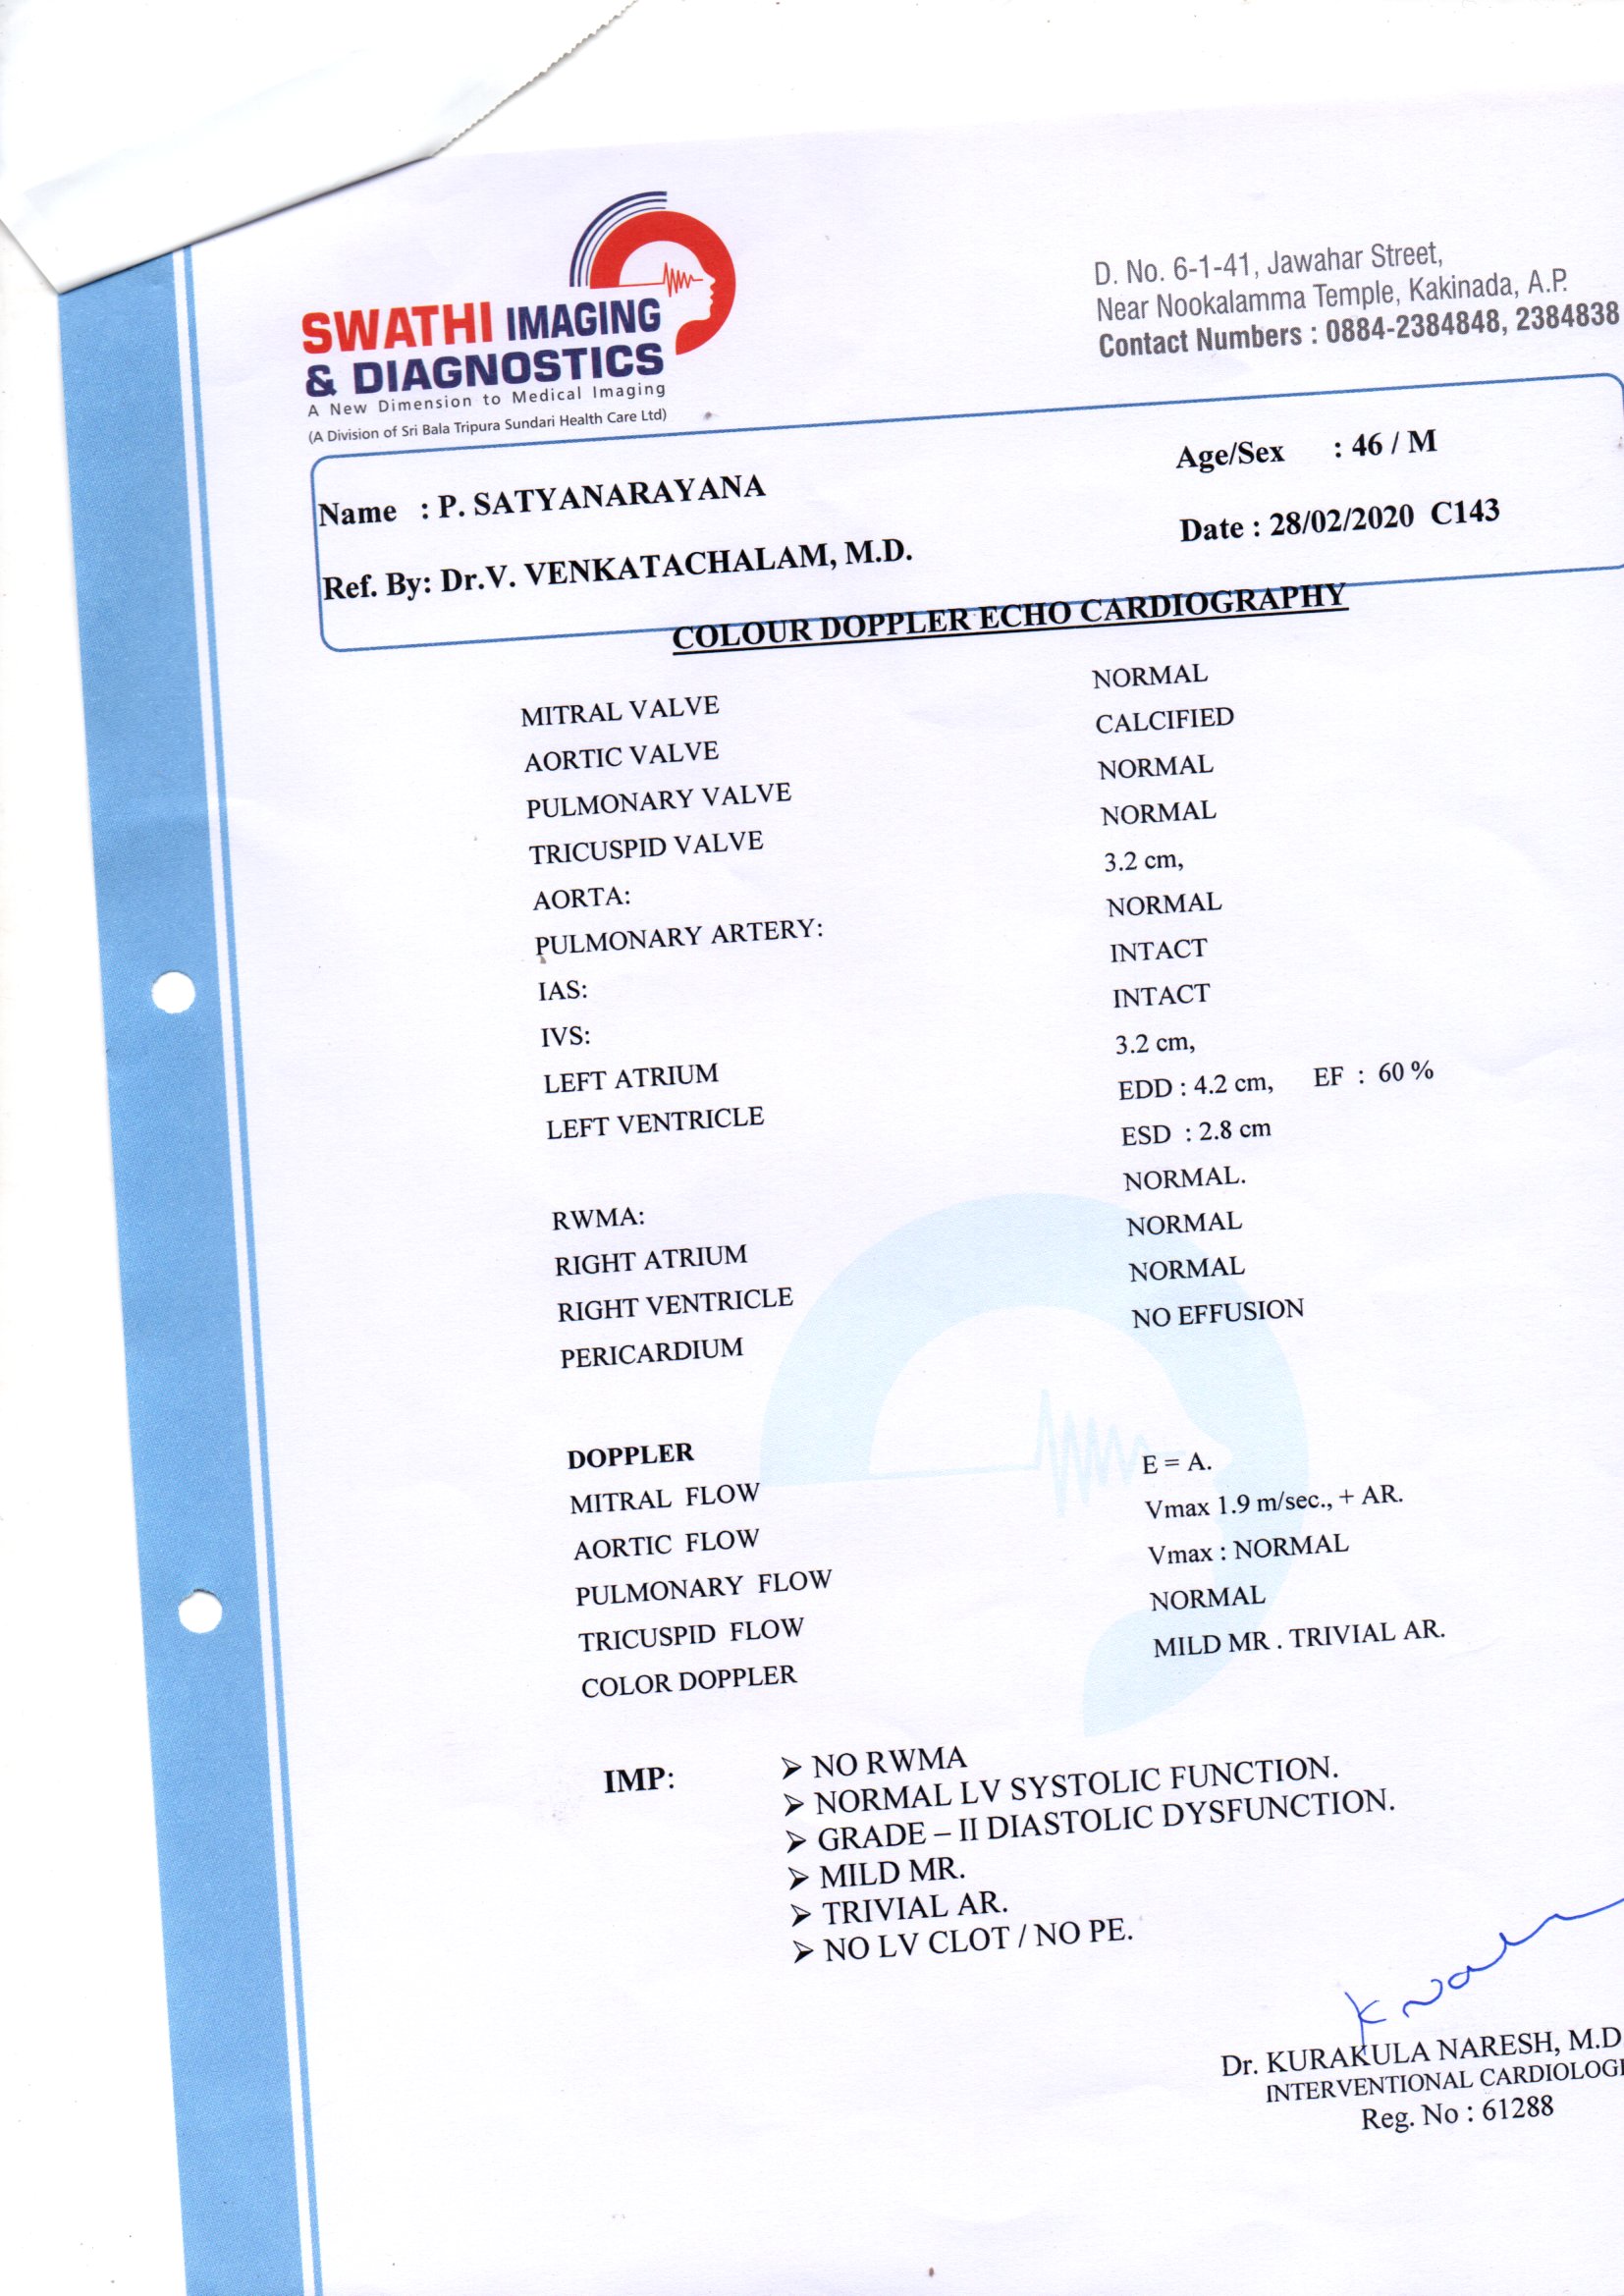 SWATHI IMAGING
& DIAGNOSTICS
A New Dimension to Medical Imaging
(A Division of Sri Bala Tripura Sundari Health Care Ltd)
D. No. 6-1-41, Jawahar Street,
Near Nookalamma Temple, Kakinada, A.P.
Contact Numbers : 0884-2384848, 2384838
Name : P. SATYANARAYANA Age/Sex : 46 / M
Ref. By: Dr.V. VENKATACHALAM, M.D. Date : 28/02/2020 C143
COLOUR DOPPLER ECHO CARDIOGRAPHY
MITRAL VALVE NORMAL
AORTIC VALVE CALCIFIED
PULMONARY VALVE NORMAL
TRICUSPID VALVE NORMAL
AORTA: 3.2 cm,
PULMONARY ARTERY: NORMAL
IAS: INTACT
IVS: INTACT
LEFT ATRIUM 3.2 cm,
LEFT VENTRICLE EDD : 4.2 cm, EF : 60 %
ESD : 2.8 cm
RWMA: NORMAL.
RIGHT ATRIUM NORMAL
RIGHT VENTRICLE NORMAL
PERICARDIUM NO EFFUSION
DOPPLER
MITRAL FLOW E = A.
AORTIC FLOW Vmax 1.9 m/sec., + AR.
PULMONARY FLOW Vmax : NORMAL
TRICUSPID FLOW NORMAL
COLOR DOPPLER MILD MR . TRIVIAL AR.
IMP: ➢ NO RWMA
➢ NORMAL LV SYSTOLIC FUNCTION.
➢ GRADE – II DIASTOLIC DYSFUNCTION.
➢ MILD MR.
➢ TRIVIAL AR.
➢ NO LV CLOT / NO PE.
Dr. KURAKULA NARESH, M.D
INTERVENTIONAL CARDIOLOGI
Reg. No : 61288